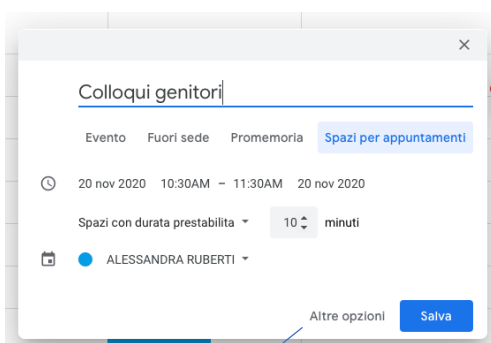 Colloqui genitori
Evento Fuori sede Promemoria Spazi per appuntamenti
20 nov 2020 10:30AM – 11:30AM 20 nov 2020
Spazi con durata prestabilita 10 minuti
ALESSANDRA RUBERTI
Altre opzioni Salva